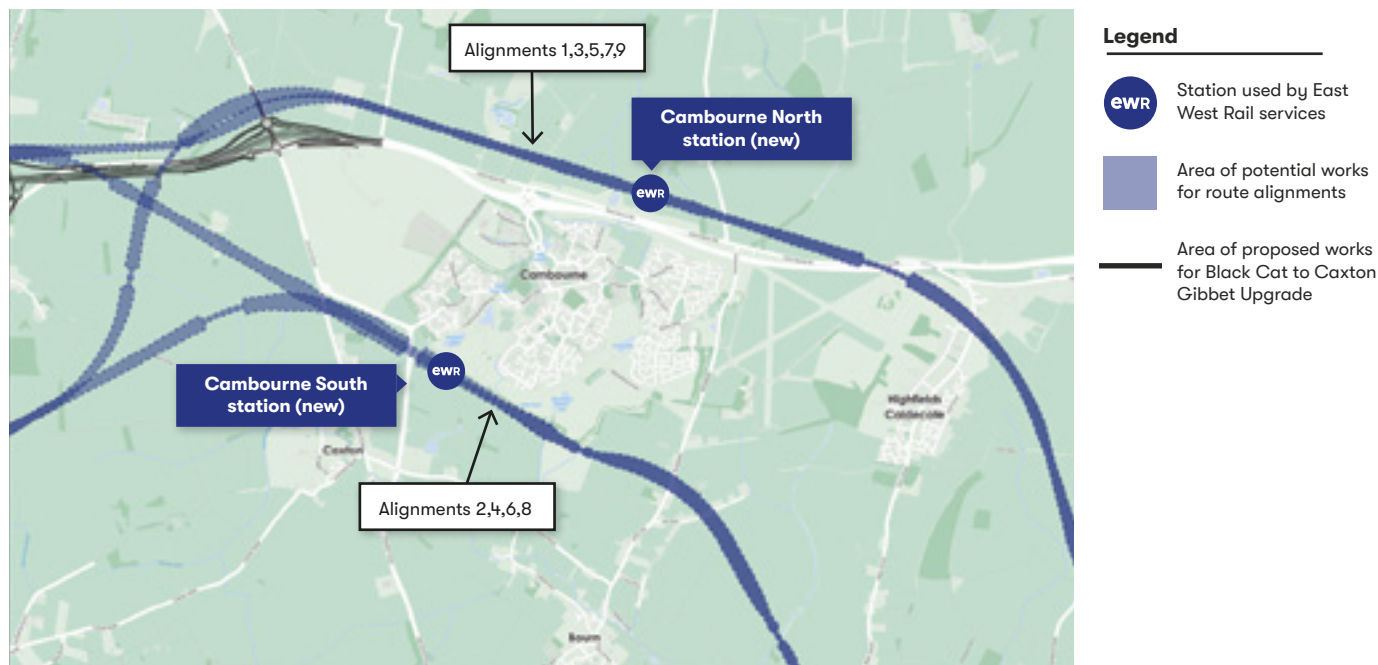 Alignments 1,3,5,7,9
Cambourne North
station (new)
ewR
Cambourne
Cambourne South
station (new)
ewR
Highfields
Caldecote
Caxton
Alignments 2,4,6,8
Bourn
Legend
ewR
Station used by East
West Rail services
Area of potential works
for route alignments
Area of proposed works
for Black Cat to Caxton
Gibbet Upgrade